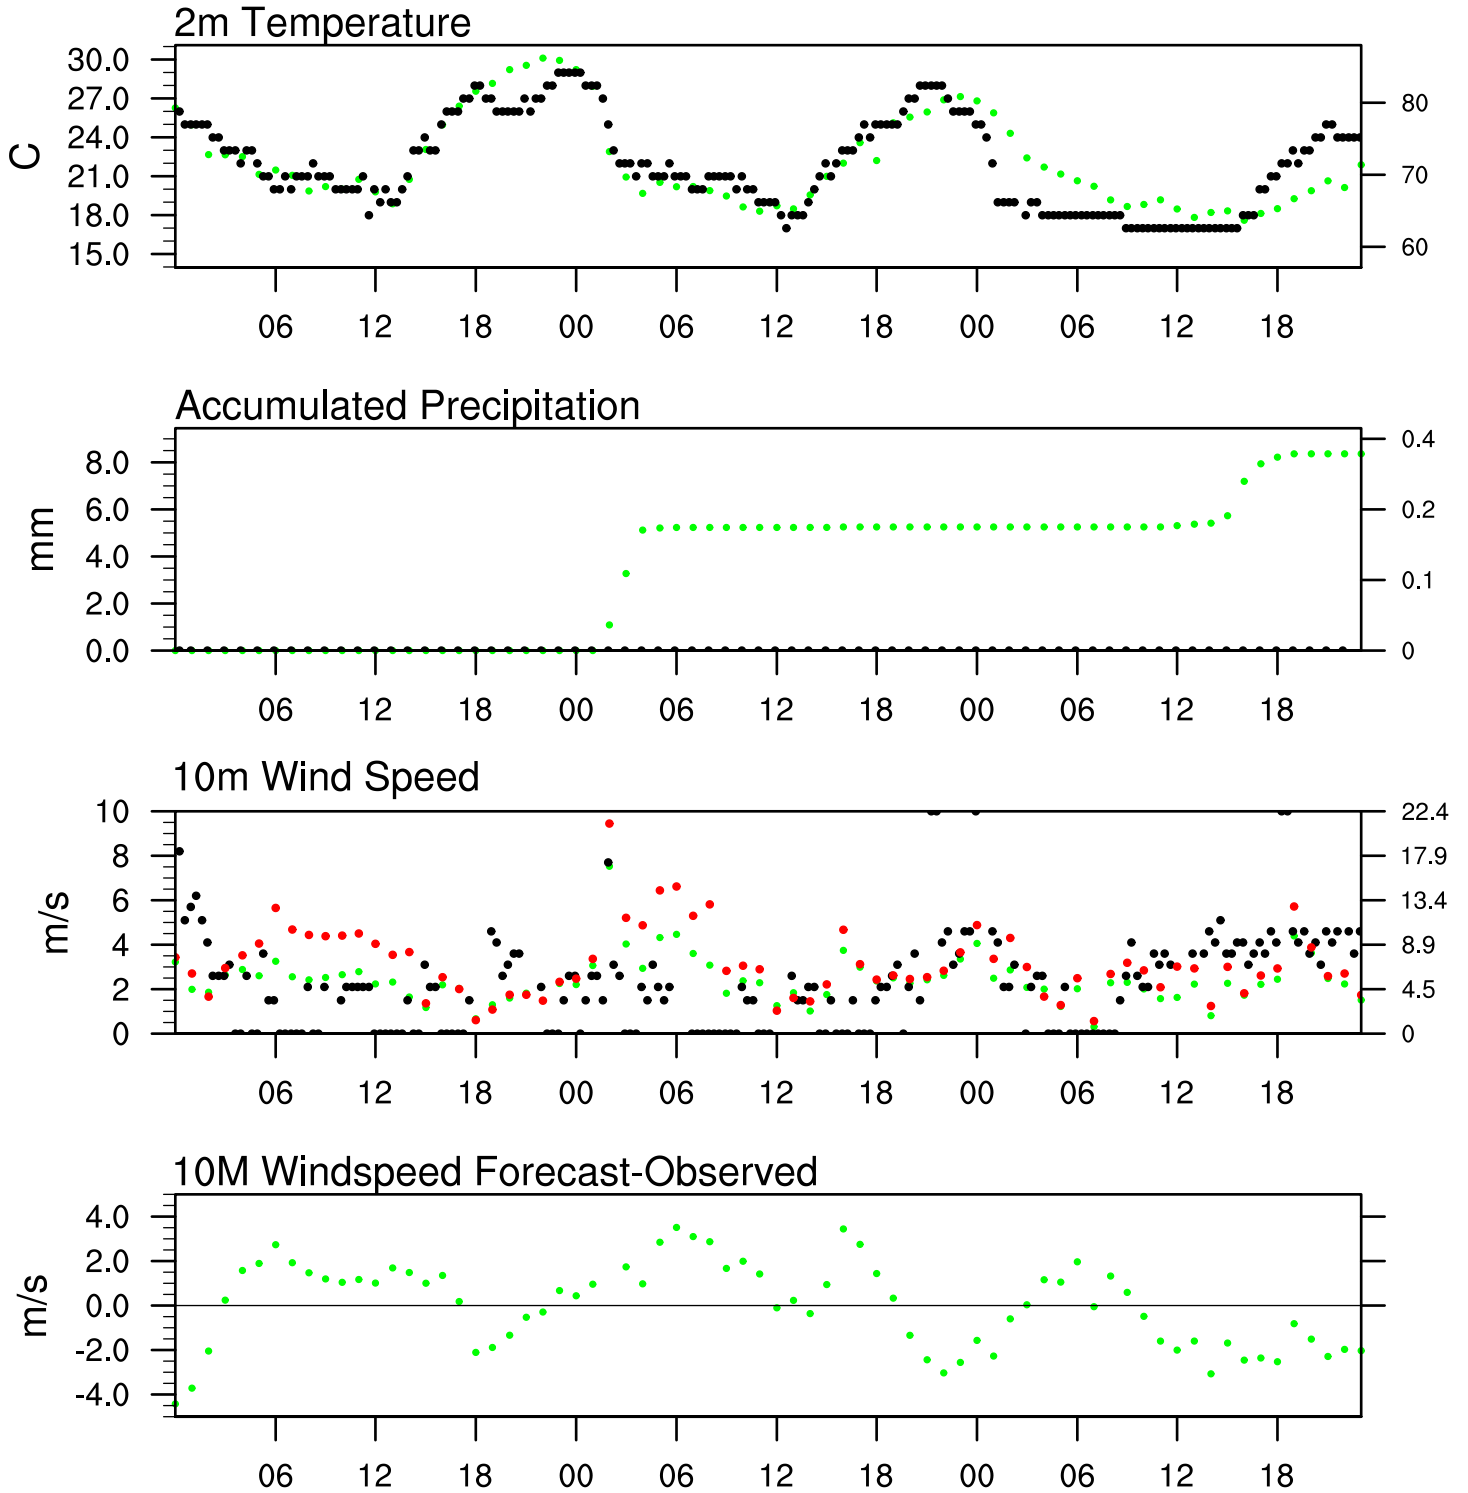 2m Temperature
30.0
27.0
24.0
21.0
18.0
15.0
C
80
70
60
06 12 18 00 06 12 18 00 06 12 18
Accumulated Precipitation
8.0
6.0
4.0
2.0
0.0
mm
0.4
0.2
0.1
0
06 12 18 00 06 12 18 00 06 12 18
10m Wind Speed
10
8
6
4
2
0
m/s
22.4
17.9
13.4
8.9
4.5
0
06 12 18 00 06 12 18 00 06 12 18
10M Windspeed Forecast-Observed
4.0
2.0
0.0
-2.0
-4.0
m/s
06 12 18 00 06 12 18 00 06 12 18